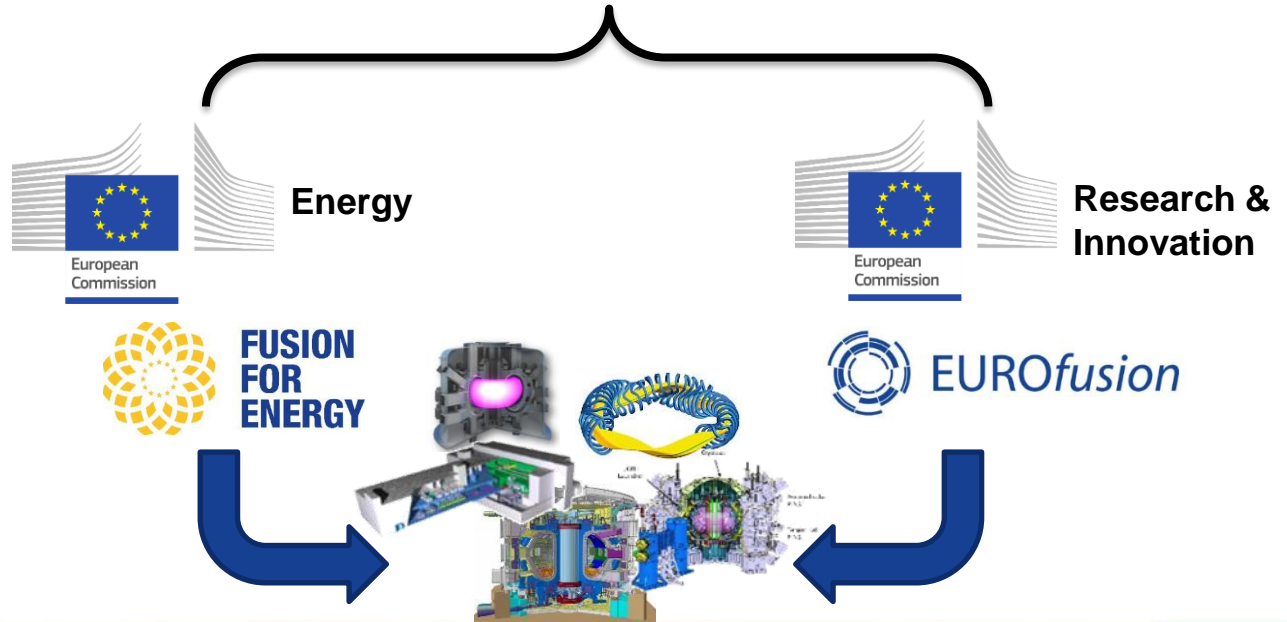 Energy
European
Commission
Research &
Innovation
European
Commission
FUSION
FOR
ENERGY
EUROfusion